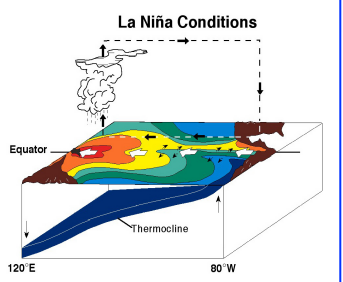 La Niña Conditions
Equator
Thermocline
120°E
80°W